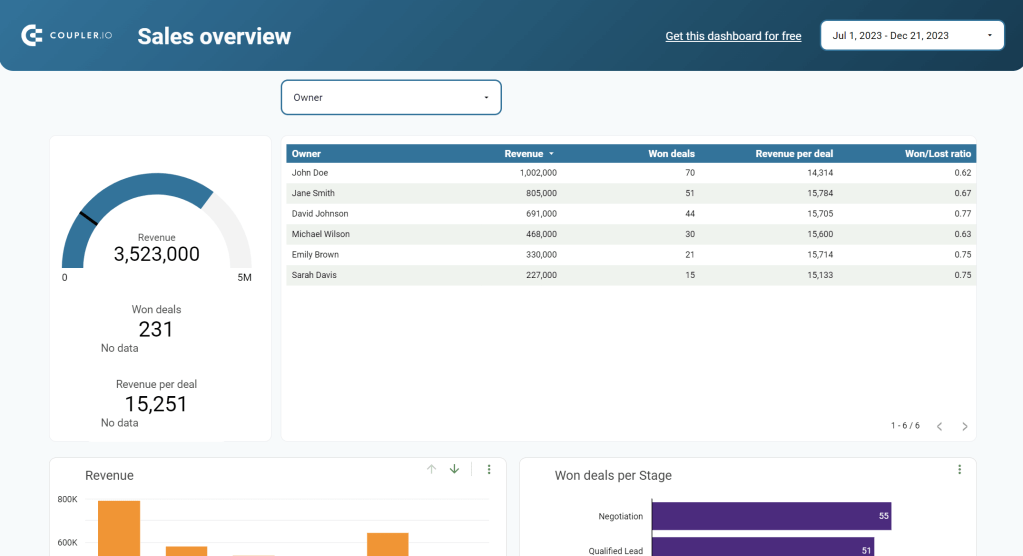 COUPLER.IO
Sales overview
Get this dashboard for free
Jul 1, 2023 - Dec 21, 2023
Owner
Revenue
3,523,000
0 5M
Won deals
231
No data
Revenue per deal
15,251
No data
Owner Revenue Won deals Revenue per deal Won/Lost ratio
John Doe 1,002,000 70 14,314 0.62
Jane Smith 805,000 51 15,784 0.67
David Johnson 691,000 44 15,705 0.77
Michael Wilson 468,000 30 15,600 0.63
Emily Brown 330,000 21 15,714 0.75
Sarah Davis 227,000 15 15,133 0.75
1 - 6 / 6
Revenue
800K
600K
Won deals per Stage
Negotiation 55
Qualified Lead 51